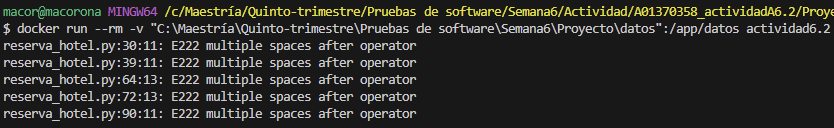 macor@macorona MINGW64 /c/Maestría/Quinto-trimestre/Pruebas de software/Semana6/Actividad/A01370358_actividadA6.2/Proye
$ docker run --rm -v "C:\Maestría\Quinto-trimestre\Pruebas de software\Semana6\Proyecto\datos":/app/datos actividad6.2
reserva_hotel.py:30:11: E222 multiple spaces after operator
reserva_hotel.py:39:11: E222 multiple spaces after operator
reserva_hotel.py:64:13: E222 multiple spaces after operator
reserva_hotel.py:72:13: E222 multiple spaces after operator
reserva_hotel.py:90:11: E222 multiple spaces after operator